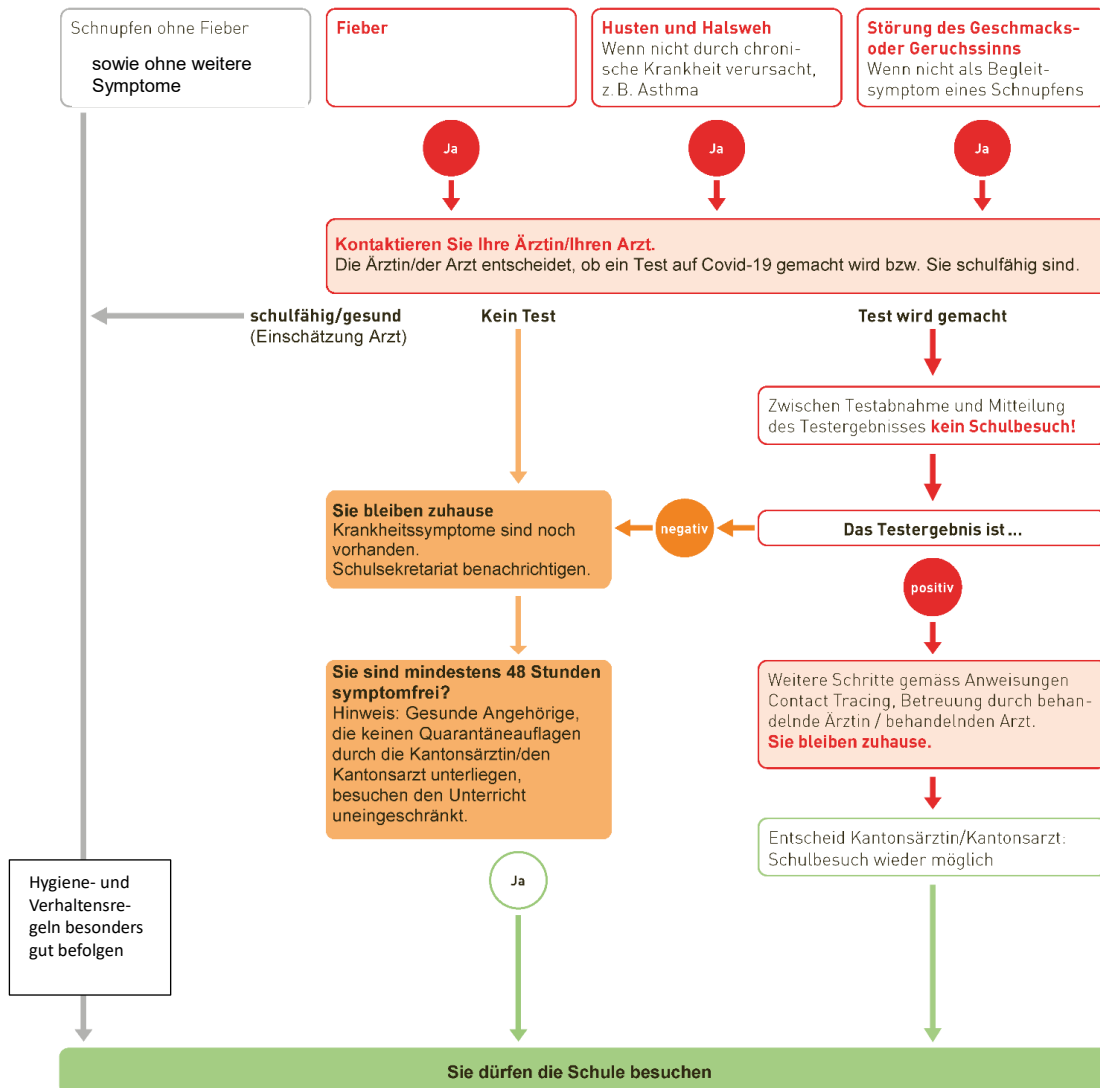 Schnupfen ohne Fieber
sowie ohne weitere
Symptome
Fieber
Husten und Halsweh
Wenn nicht durch chroni-
sche Krankheit verursacht,
z. B. Asthma
Störung des Geschmacks-
oder Geruchssinns
Wenn nicht als Begleit-
symptom eines Schnupfens
Ja
Ja
Ja
Kontaktieren Sie Ihre Ärztin/Ihren Arzt.
Die Ärztin/der Arzt entscheidet, ob ein Test auf Covid-19 gemacht wird bzw. Sie schulfähig sind.
schulfähig/gesund
(Einschätzung Arzt)
Kein Test
Test wird gemacht
Zwischen Testabnahme und Mitteilung
des Testergebnisses kein Schulbesuch!
Sie bleiben zuhause
Krankheitssymptome sind noch
vorhanden.
Schulsekretariat benachrichtigen.
negativ
Das Testergebnis ist ...
positiv
Sie sind mindestens 48 Stunden
symptomfrei?
Hinweis: Gesunde Angehörige,
die keinen Quarantäneauflagen
durch die Kantonsärztin/den
Kantonsarzt unterliegen,
besuchen den Unterricht
uneingeschränkt.
Weitere Schritte gemäss Anweisungen
Contact Tracing, Betreuung durch behan-
delnde Ärztin / behandelnden Arzt.
Sie bleiben zuhause.
Entscheid Kantonsärztin/Kantonsarzt:
Schulbesuch wieder möglich
Ja
Hygiene- und
Verhaltensre-
geln besonders
gut befolgen
Sie dürfen die Schule besuchen